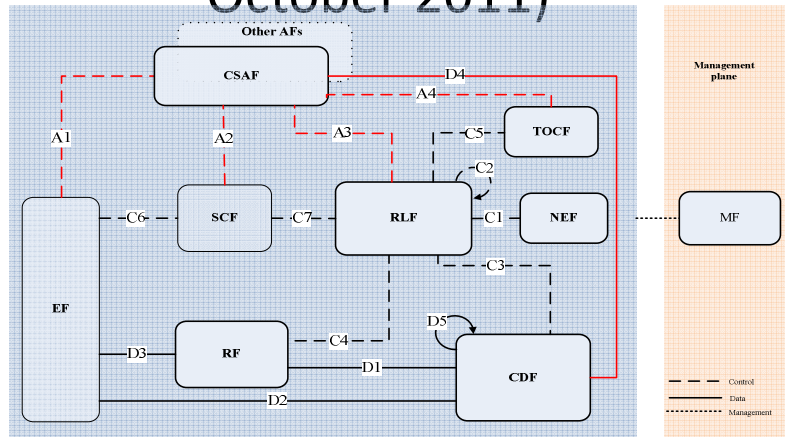 October 2011)
Other AFs
CSAF
D4
A4
Management
plane
A1
A2
A3
C5
TOCF
C2
C6
SCF
C7
RLF
C1
NEF
MF
C3
EF
D5
C4
D3
RF
D1
CDF
D2
Control
Data
Management